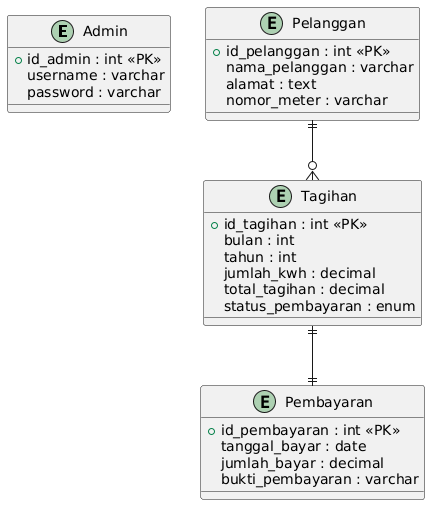 E Admin
+id_admin : int «PK»
username : varchar
password : varchar
E Pelanggan
id_pelanggan : int «PK»
nama_pelanggan : varchar
alamat : text
nomor_meter : varchar
E Tagihan
id_tagihan : int «PK»
bulan : int
tahun : int
jumlah_kwh : decimal
total_tagihan : decimal
status_pembayaran : enum
E Pembayaran
id_pembayaran : int «PK»
tanggal_bayar : date
jumlah_bayar : decimal
bukti_pembayaran : varchar